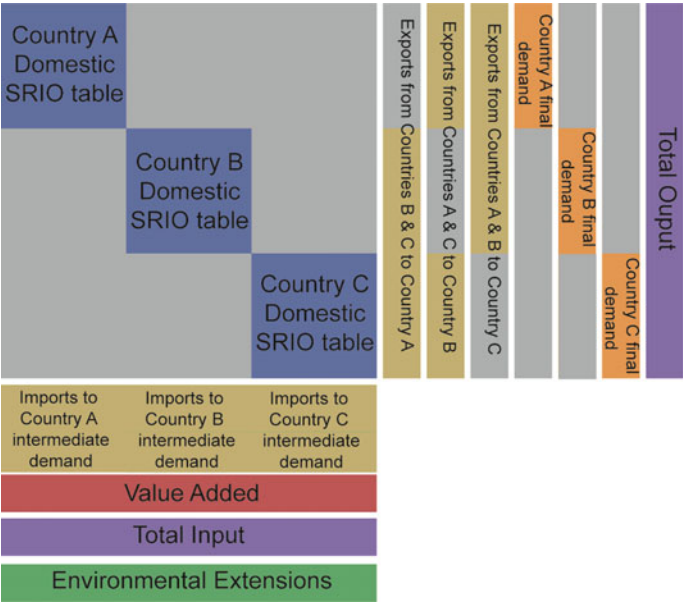 Country A
Domestic
SRIO table
Country B
Domestic
SRIO table
Country C
Domestic
SRIO table
Exports from Countries B & C to Country A
Exports from Countries A & C to Country B
Exports from Countries A & B to Country C
Country A final
demand
Country B final
demand
Country C final
demand
Total Ouput
Imports to
Country A
intermediate
demand
Imports to
Country B
intermediate
demand
Imports to
Country C
intermediate
demand
Value Added
Total Input
Environmental Extensions